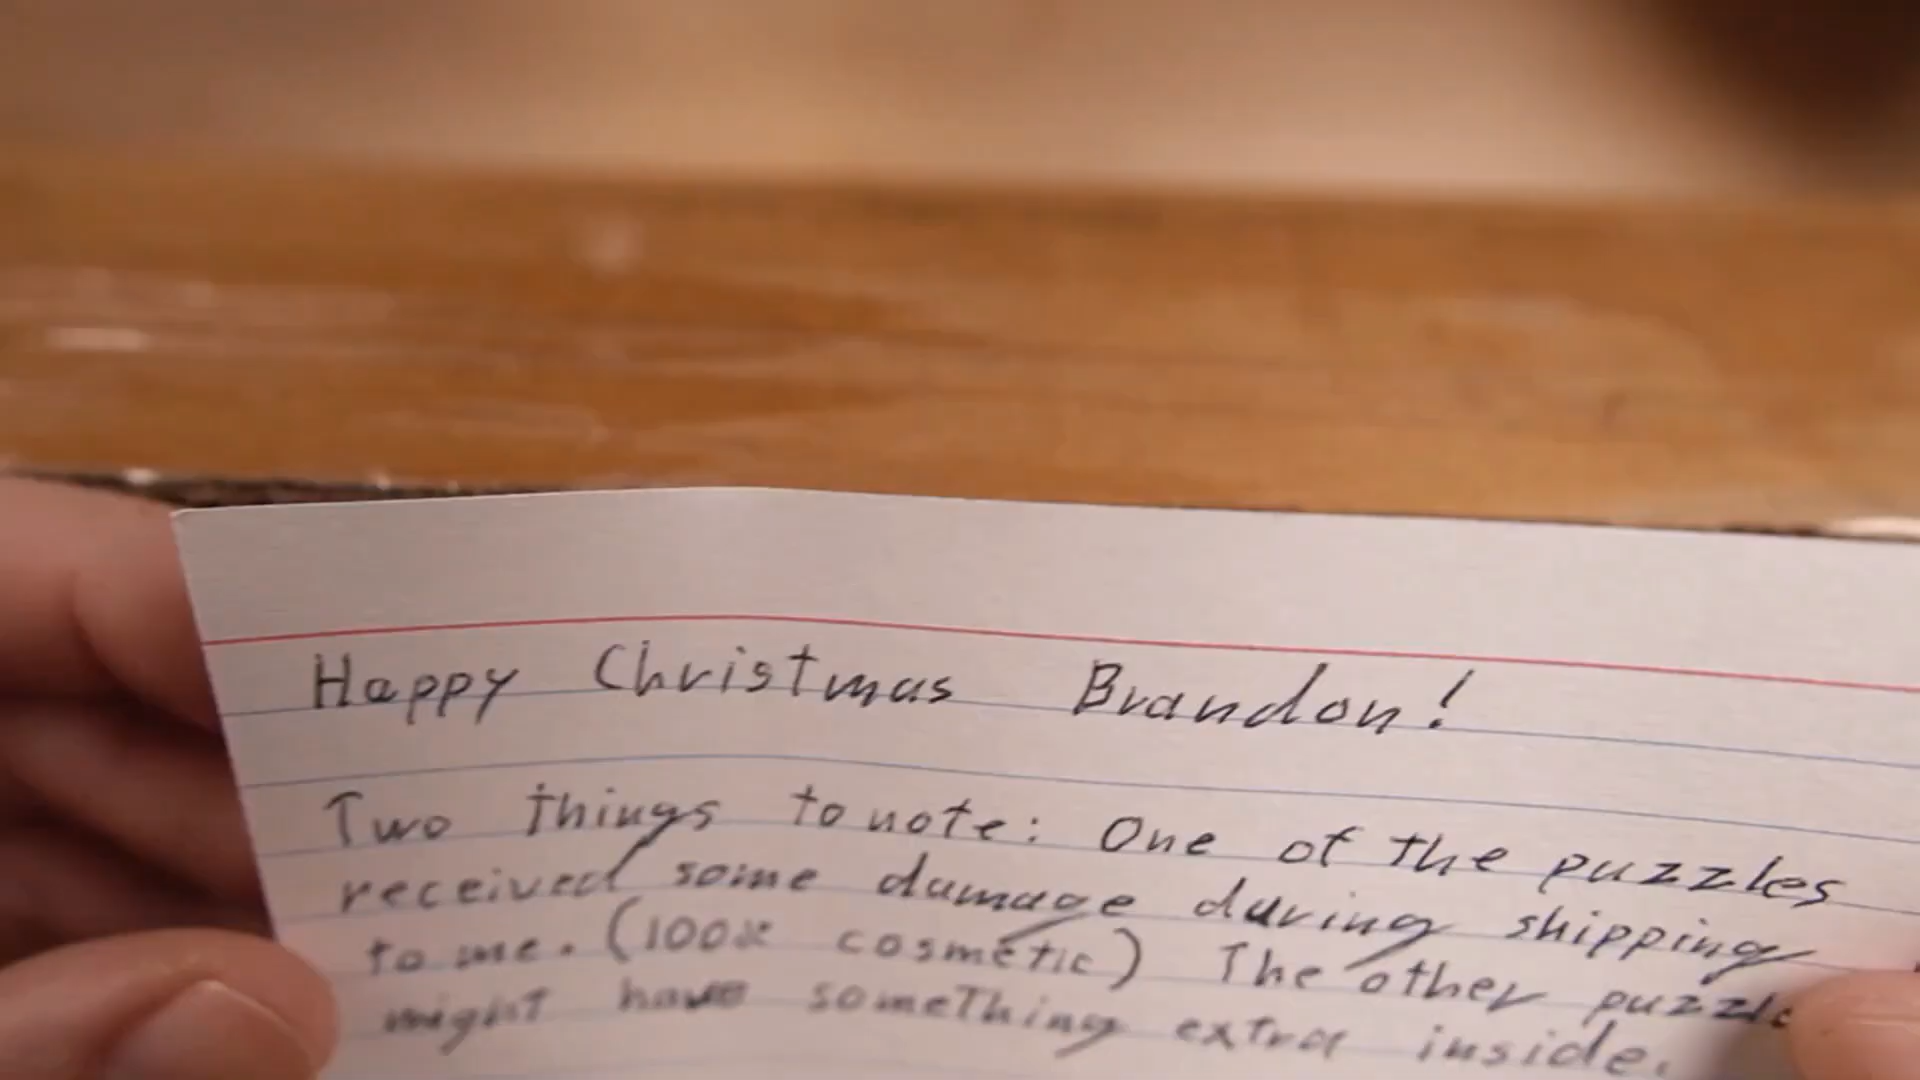 Happy Christmas Brandon!
Two things to note: One of the puzzles
received some damage during shipping
to me. (100% cosmetic) The other puzzle
might have something extra inside.